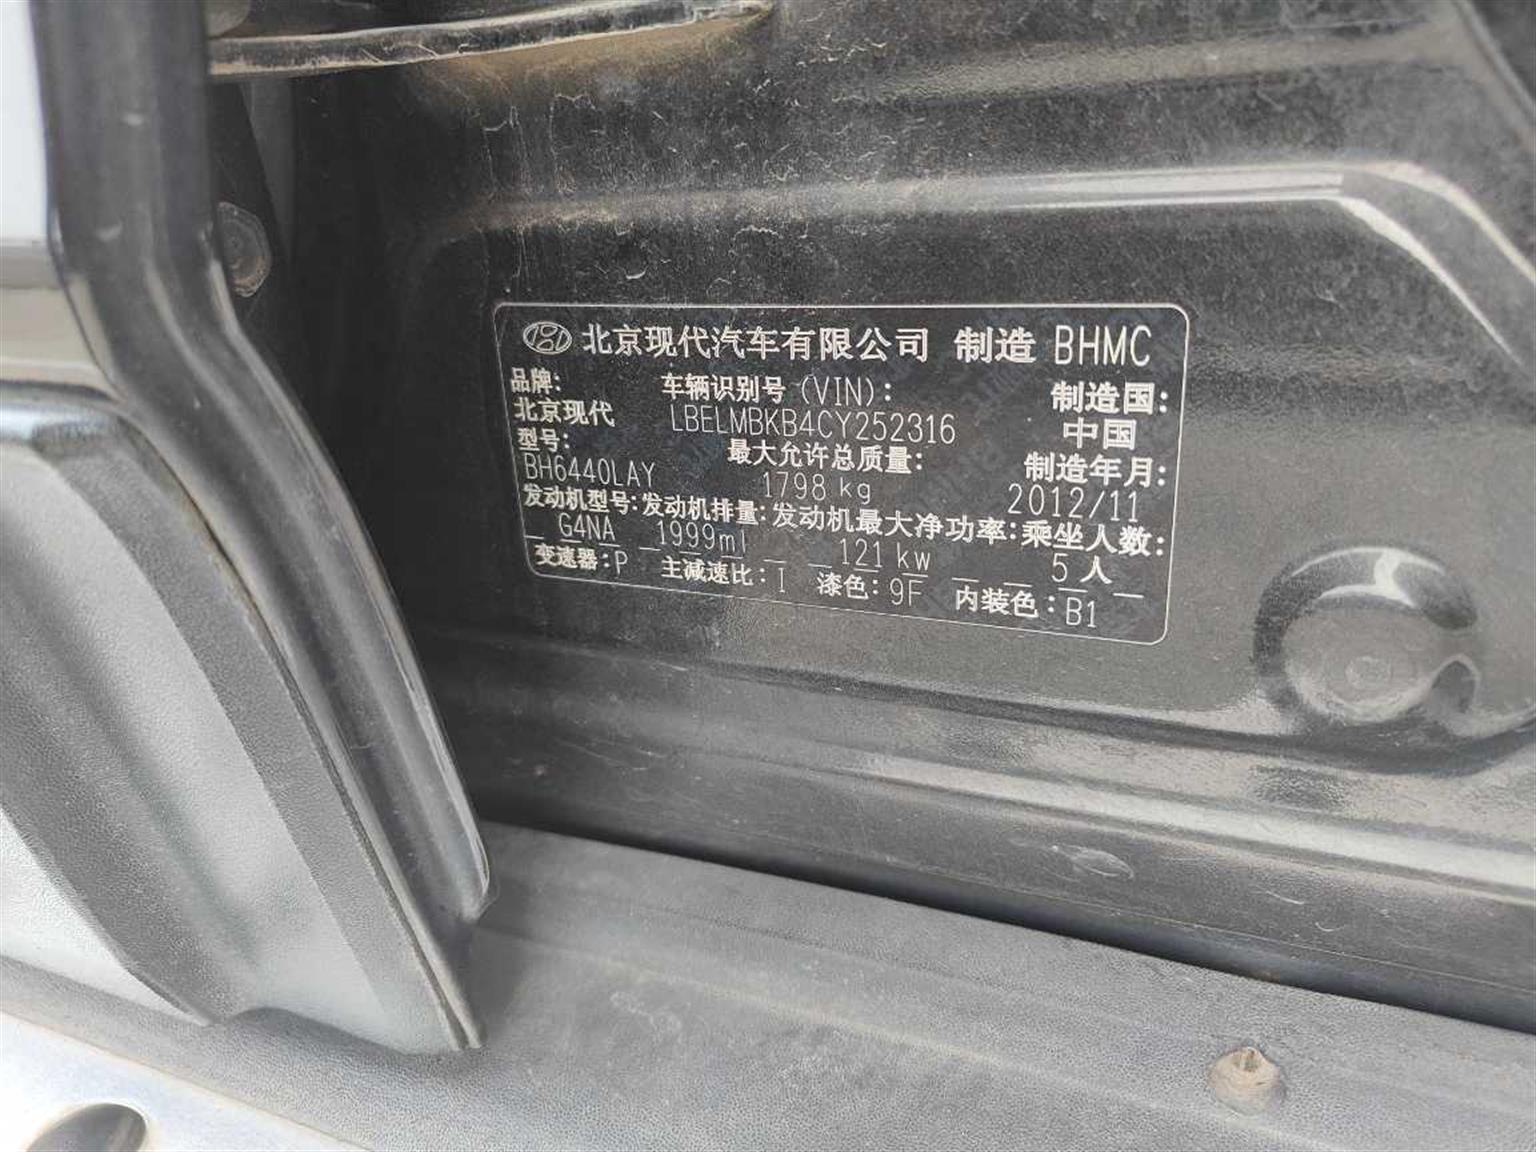 北京现代汽车有限公司 制造 BHMC
品牌: 车辆识别号(VIN): 制造国:
北京现代 LBELMBKB4CY252316 中国
型号: 最大允许总质量: 制造年月:
BH6440LAY 1798 kg 2012/11
发动机型号: 发动机排量: 发动机最大净功率: 乘坐人数:
G4NA 1999ml 121 kw 5 人
变速器: P 主减速比: I 漆色: 9F 内装色: B1